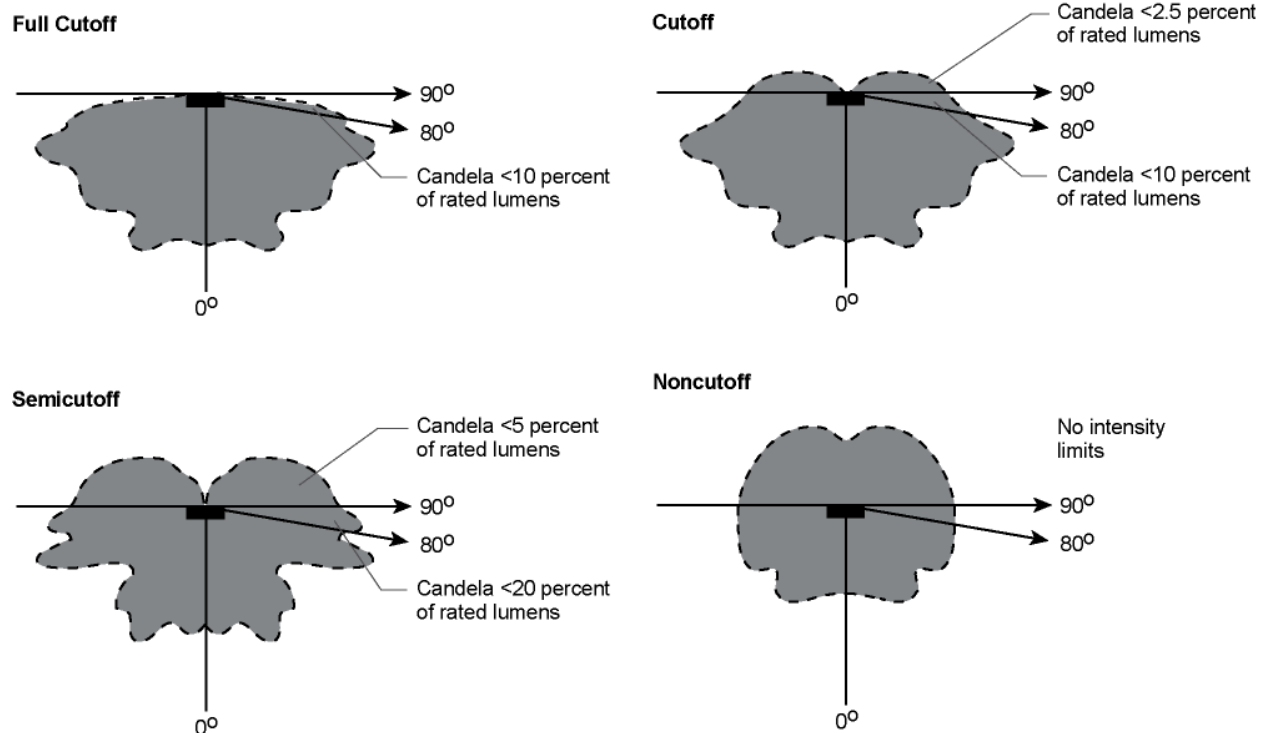 Full Cutoff
90º
80º
Candela <10 percent
of rated lumens
0º
Cutoff
Candela <2.5 percent
of rated lumens
90º
80º
Candela <10 percent
of rated lumens
0º
Semicutoff
Candela <5 percent
of rated lumens
90º
80º
Candela <20 percent
of rated lumens
0º
Noncutoff
No intensity
limits
90º
80º
0º